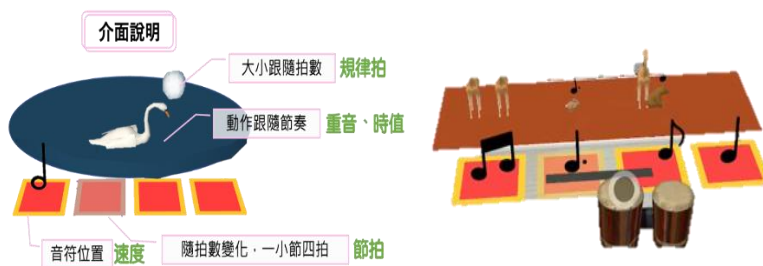 介面說明
大小跟隨拍數 規律拍
動作跟隨節奏 重音、時值
音符位置 速度
隨拍數變化，一小節四拍 節拍